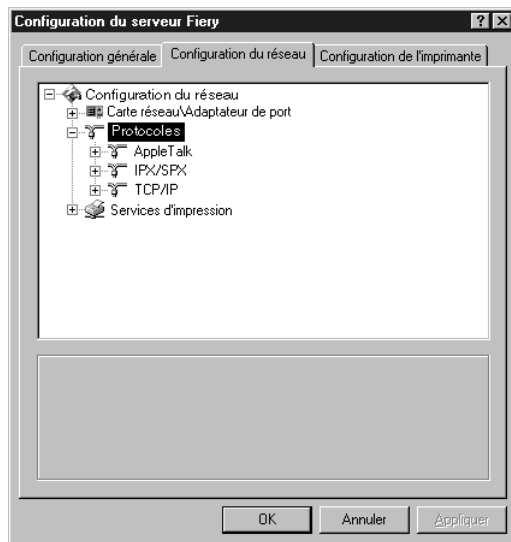 Configuration du serveur Fiery
Configuration générale Configuration du réseau Configuration de l'imprimante
Configuration du réseau
Carte réseau\Adaptateur de port
Protocoles
AppleTalk
IPX/SPX
TCP/IP
Services d'impression
OK Annuler Appliquer